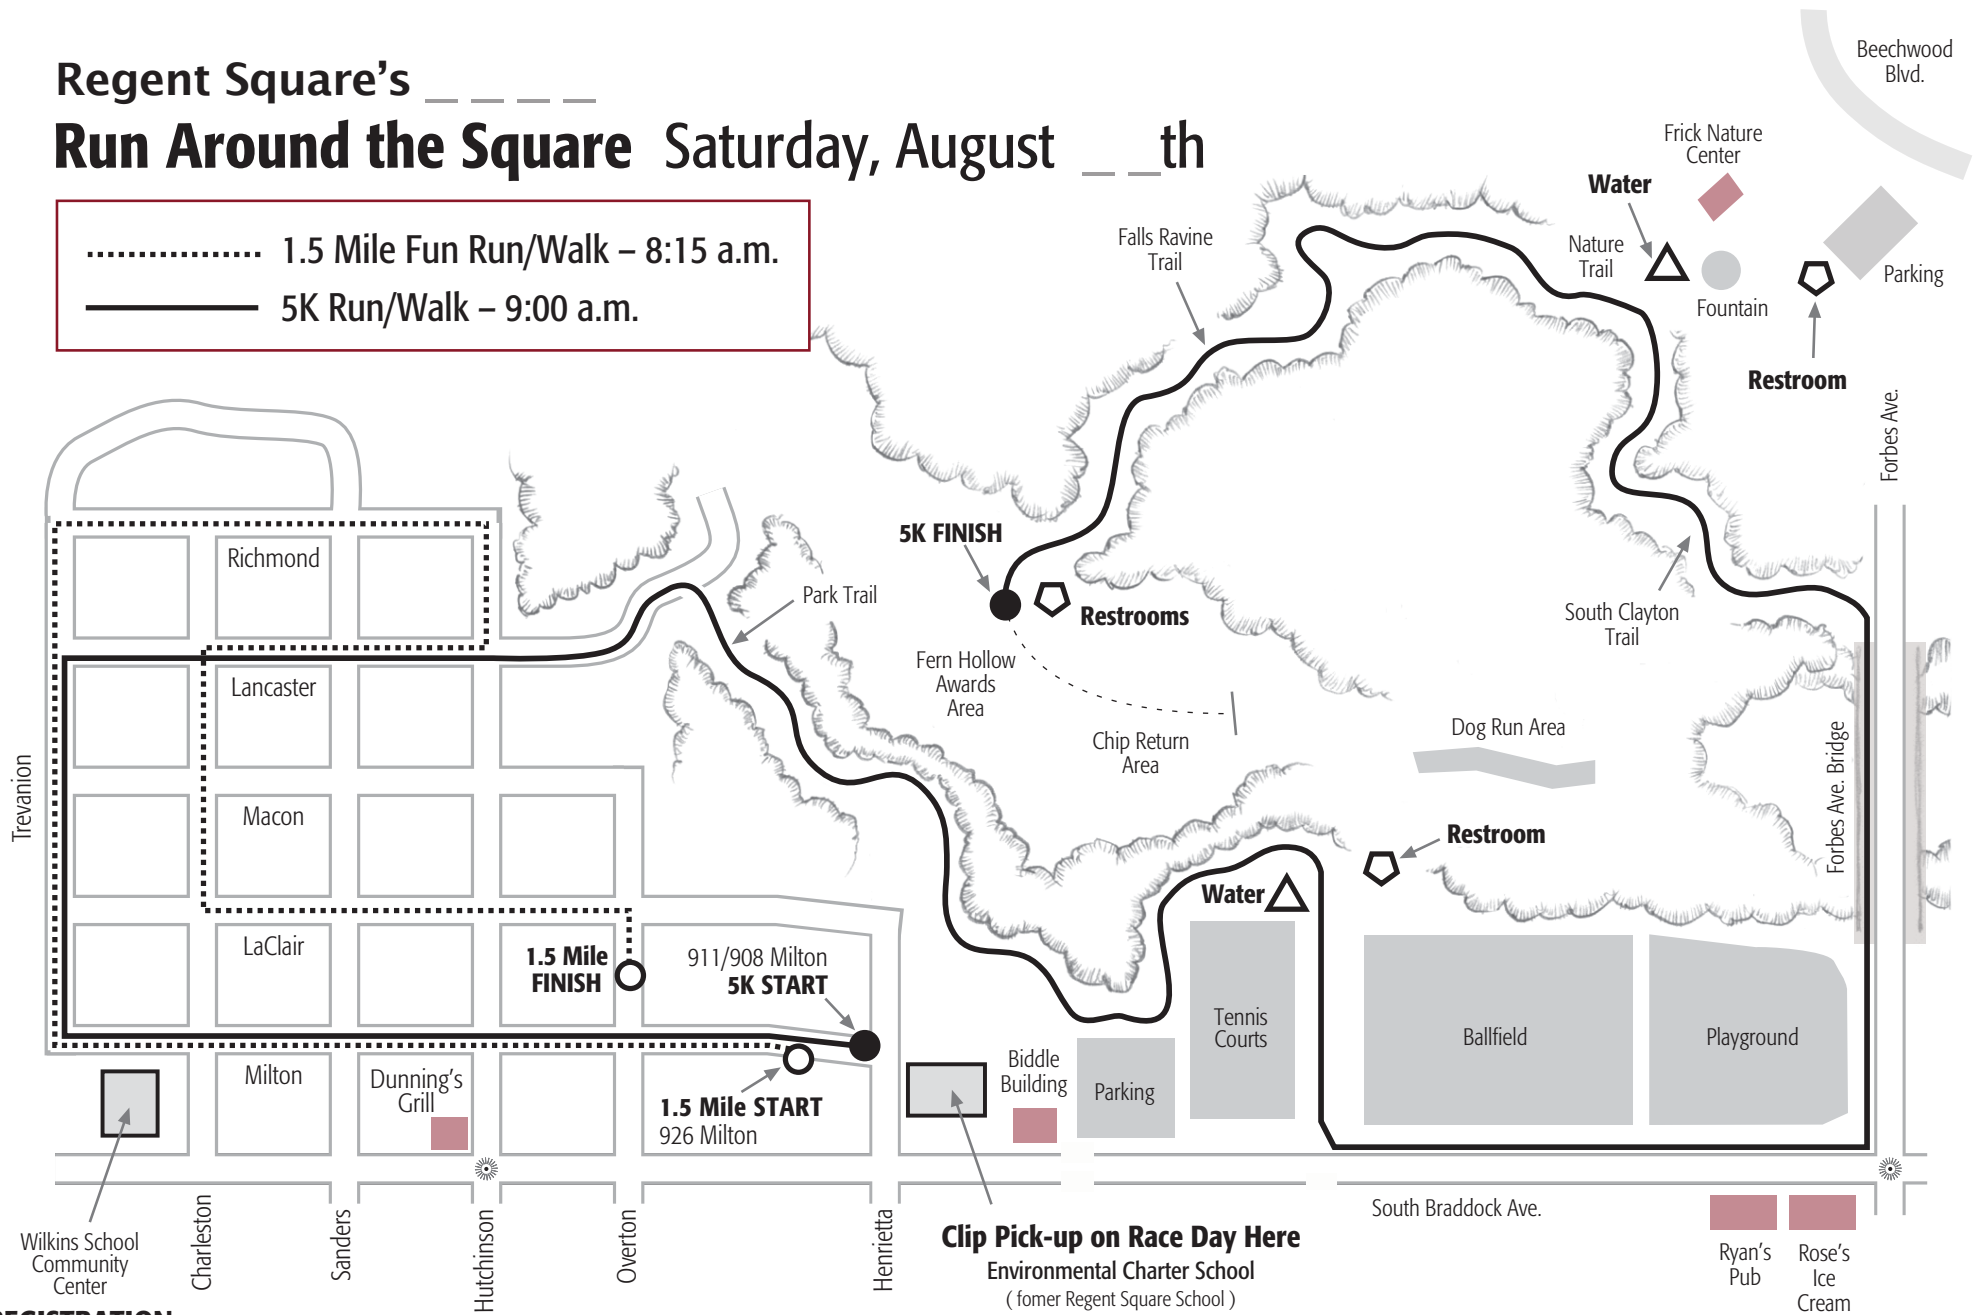 Regent Square's _ _ _ _
Run Around the Square Saturday, August _ _th
1.5 Mile Fun Run/Walk – 8:15 a.m.
5K Run/Walk – 9:00 a.m.
Beechwood
Blvd.
Frick Nature
Center
Water
Nature
Trail
Fountain
Parking
Restroom
Falls Ravine
Trail
Forbes Ave.
5K FINISH
Restrooms
Park Trail
South Clayton
Trail
Fern Hollow
Awards
Area
Chip Return
Area
Dog Run Area
Forbes Ave. Bridge
Restroom
Water
Richmond
Lancaster
Trevanion
Macon
LaClair
1.5 Mile
FINISH
911/908 Milton
5K START
Tennis
Courts
Ballfield
Playground
Milton
Dunning's
Grill
1.5 Mile START
926 Milton
Biddle
Building
Parking
Wilkins School
Community
Center
Charleston
Sanders
Hutchinson
Overton
Henrietta
Clip Pick-up on Race Day Here
Environmental Charter School
( fomer Regent Square School )
South Braddock Ave.
Ryan's
Pub
Rose's
Ice
Cream